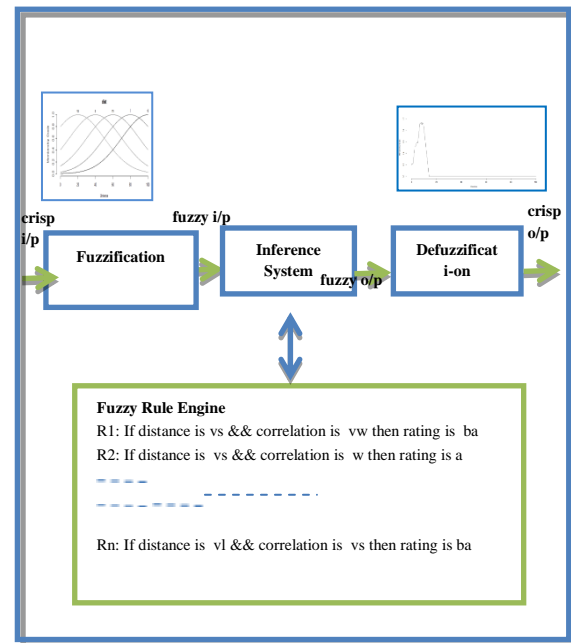 crisp
i/p
fuzzy i/p
crisp
o/p
Fuzzification
Inference
System
fuzzy o/p
Defuzzificat
i-on
Fuzzy Rule Engine
R1: If distance is vs && correlation is vw then rating is ba
R2: If distance is vs && correlation is w then rating is a
Rn: If distance is vl && correlation is vs then rating is ba